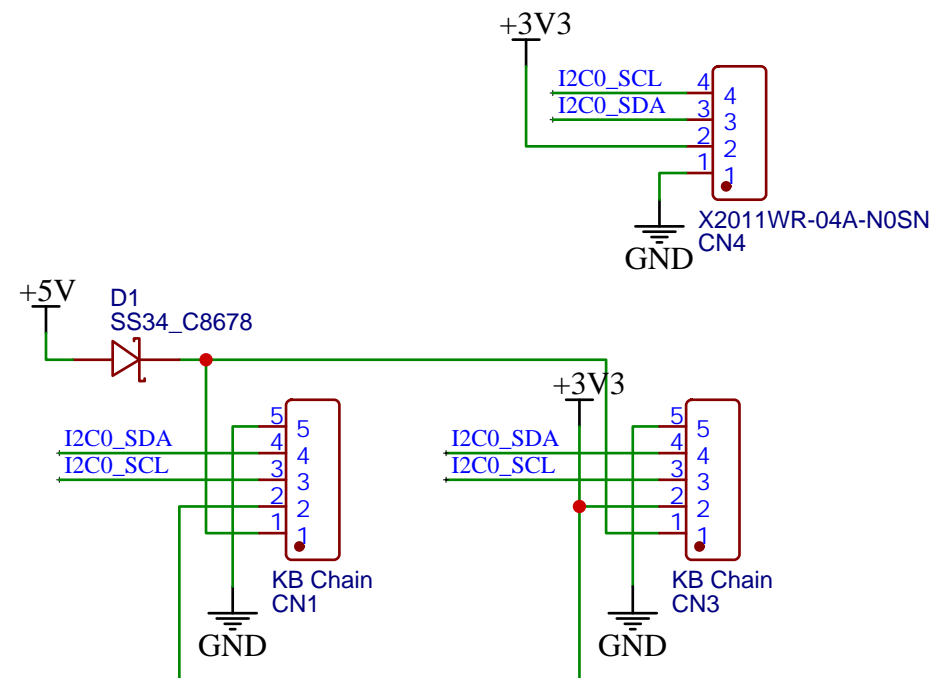 +3V3
I2C0_SCL
4
4
I2C0_SDA
3
3
2
2
1
1
X2011WR-04A-N0SN
CN4
GND
+5V
D1
SS34_C8678
5
5
I2C0_SDA
4
4
I2C0_SCL
3
3
2
2
1
1
KB Chain
CN1
GND
+3V3
5
5
I2C0_SDA
4
4
I2C0_SCL
3
3
2
2
1
1
KB Chain
CN3
GND